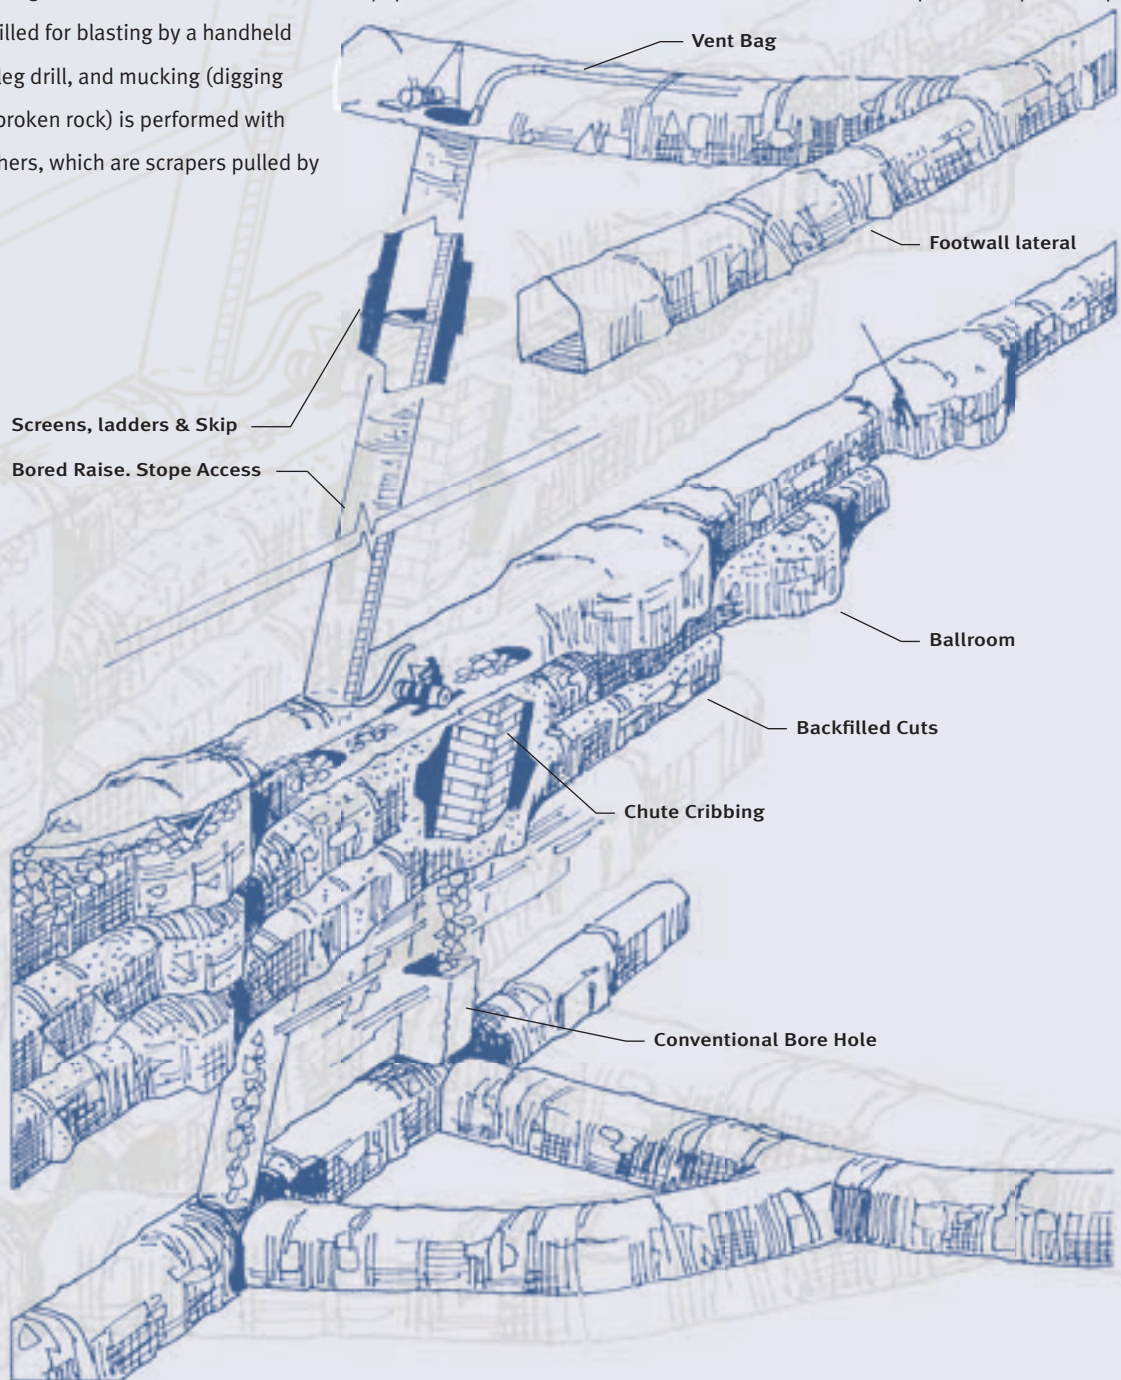 illed for blasting by a handheld
leg drill, and mucking (digging
broken rock) is performed with
hers, which are scrapers pulled by
Vent Bag
Footwall lateral
Screens, ladders & Skip
Bored Raise. Stope Access
Ballroom
Backfilled Cuts
Chute Cribbing
Conventional Bore Hole